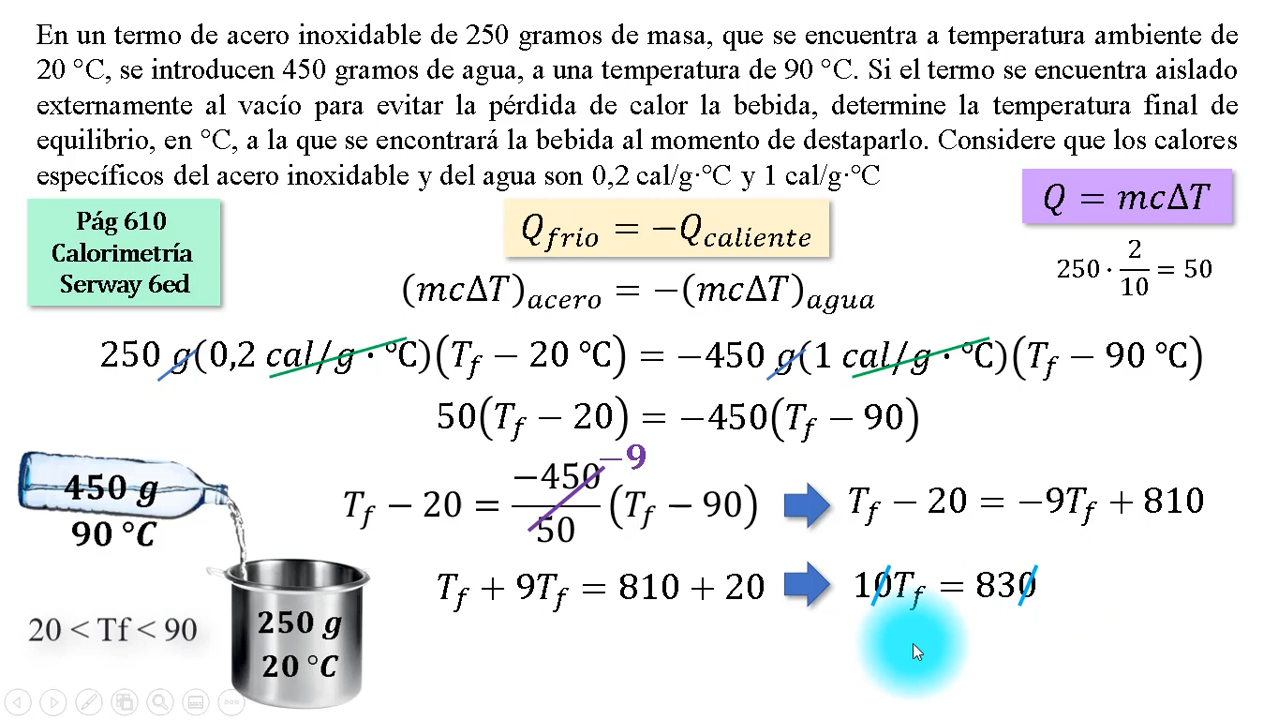 En un termo de acero inoxidable de 250 gramos de masa, que se encuentra a temperatura ambiente de
20 °C, se introducen 450 gramos de agua, a una temperatura de 90 °C. Si el termo se encuentra aislado
externamente al vacío para evitar la pérdida de calor la bebida, determine la temperatura final de
equilibrio, en °C, a la que se encontrará la bebida al momento de destaparlo. Considere que los calores
específicos del acero inoxidable y del agua son 0,2 cal/g·°C y 1 cal/g·°C
Pág 610
Calorimetría
Serway 6ed
Q_frio = −Q_caliente
Q = mcΔT
250 · 2/10 = 50
(mcΔT)_acero = −(mcΔT)_agua
250 g(0,2 cal/g · °C)(T_f − 20 °C) = −450 g(1 cal/g · °C)(T_f − 90 °C)
50(T_f − 20) = −450(T_f − 90)
−9
T_f − 20 = −450/50 (T_f − 90)
T_f − 20 = −9T_f + 810
T_f + 9T_f = 810 + 20
10T_f = 830
450 g
90 °C
20 < Tf < 90
250 g
20 °C